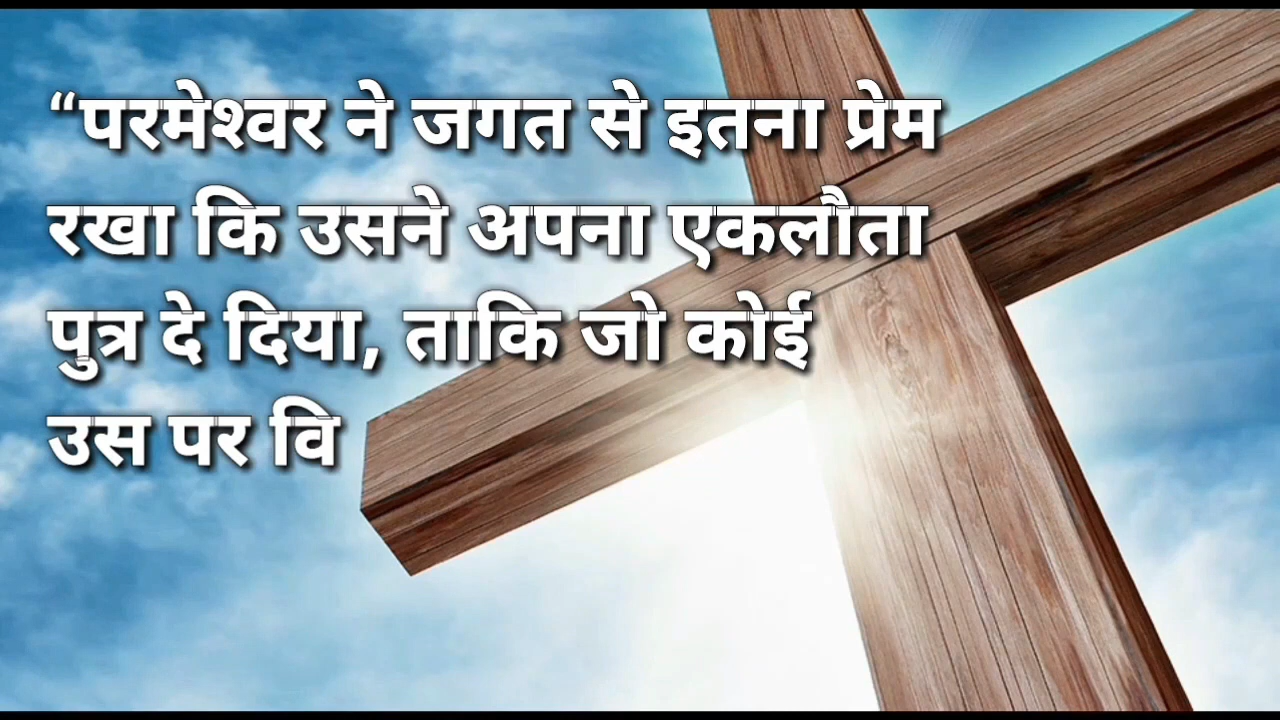 “परमेश्वर ने जगत से इतना प्रेम
रखा कि उसने अपना एकलौता
पुत्र दे दिया, ताकि जो कोई
उस पर वि